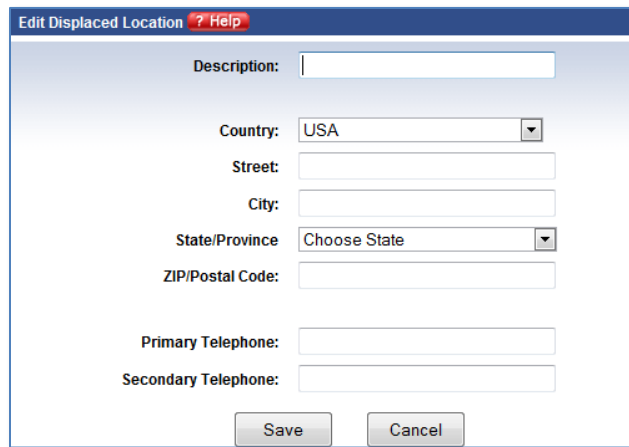 Edit Displaced Location ? Help
Description:
Country: USA
Street:
City:
State/Province Choose State
ZIP/Postal Code:
Primary Telephone:
Secondary Telephone:
Save Cancel